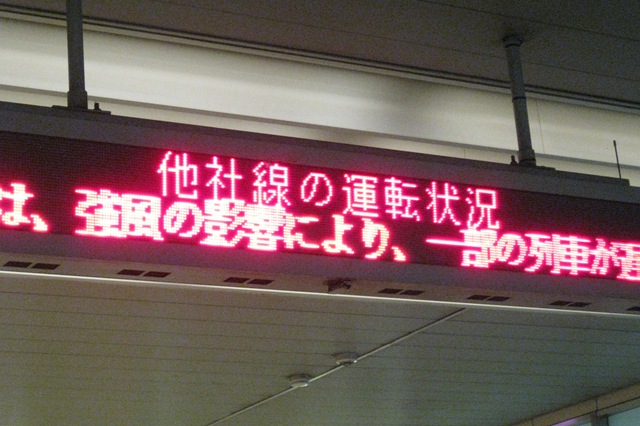 他社線の運転状況
は、強風の影響により、一部の列車が